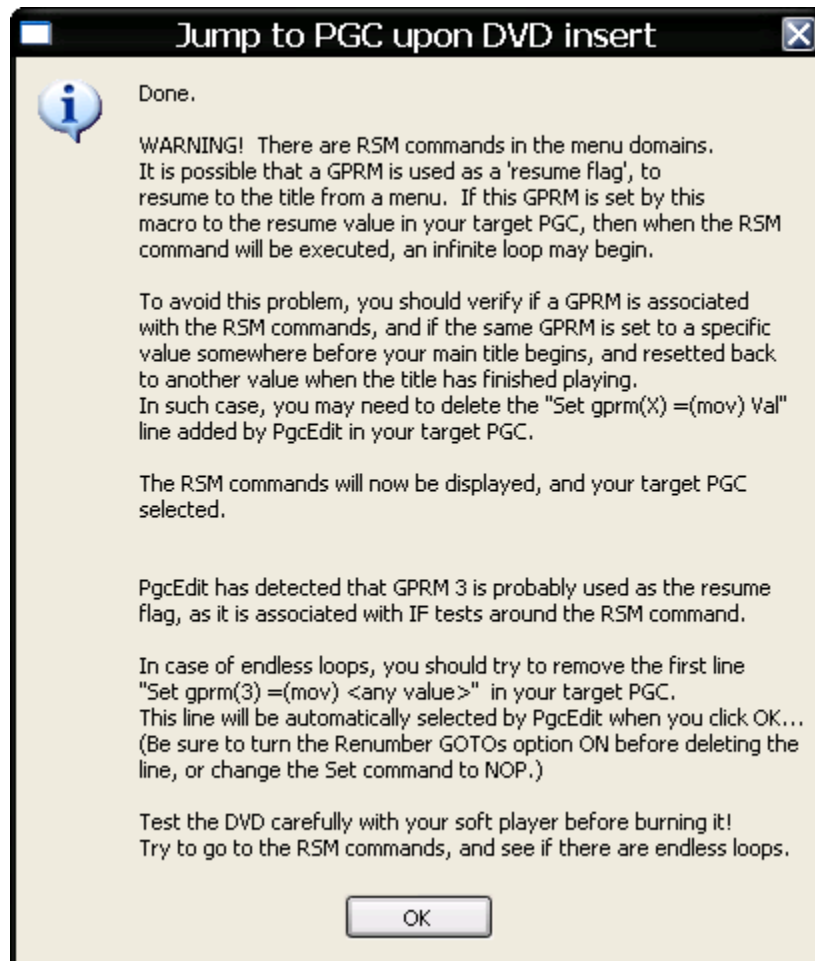 Jump to PGC upon DVD insert
Done.
WARNING!  There are RSM commands in the menu domains.
It is possible that a GPRM is used as a 'resume flag', to
resume to the title from a menu.  If this GPRM is set by this
macro to the resume value in your target PGC, then when the RSM
command will be executed, an infinite loop may begin.
To avoid this problem, you should verify if a GPRM is associated
with the RSM commands, and if the same GPRM is set to a specific
value somewhere before your main title begins, and resetted back
to another value when the title has finished playing.
In such case, you may need to delete the "Set gprm(X) =(mov) Val"
line added by PgcEdit in your target PGC.
The RSM commands will now be displayed, and your target PGC
selected.
PgcEdit has detected that GPRM 3 is probably used as the resume
flag, as it is associated with IF tests around the RSM command.
In case of endless loops, you should try to remove the first line
"Set gprm(3) =(mov) <any value>"  in your target PGC.
This line will be automatically selected by PgcEdit when you click OK...
(Be sure to turn the Renumber GOTOs option ON before deleting the
line, or change the Set command to NOP.)
Test the DVD carefully with your soft player before burning it!
Try to go to the RSM commands, and see if there are endless loops.
OK